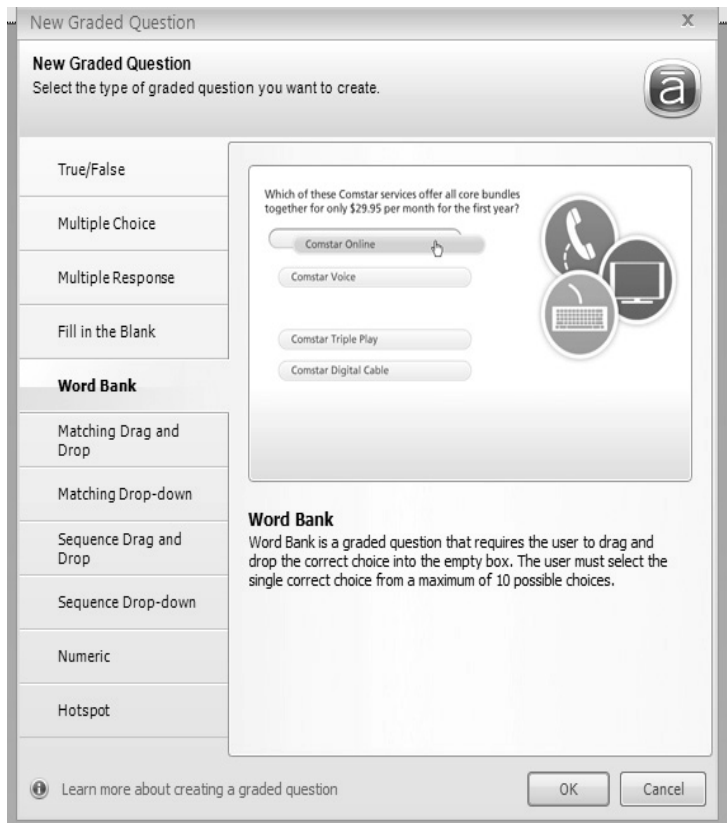 New Graded Question
X
New Graded Question
Select the type of graded question you want to create.
ā
True/False
Multiple Choice
Multiple Response
Fill in the Blank
Word Bank
Matching Drag and
Drop
Matching Drop-down
Sequence Drag and
Drop
Sequence Drop-down
Numeric
Hotspot
Which of these Comstar services offer all core bundles
together for only $29.95 per month for the first year?
Comstar Online
Comstar Voice
Comstar Triple Play
Comstar Digital Cable
Word Bank
Word Bank is a graded question that requires the user to drag and
drop the correct choice into the empty box. The user must select the
single correct choice from a maximum of 10 possible choices.
Learn more about creating a graded question
OK
Cancel